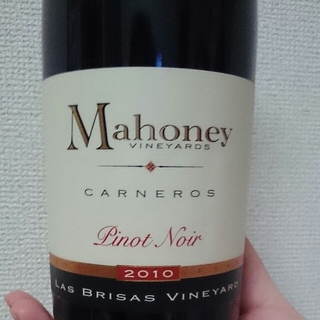 Mahoney
VINEYARDS
CARNEROS
Pinot Noir
2010
LAS BRISAS VINEYARD